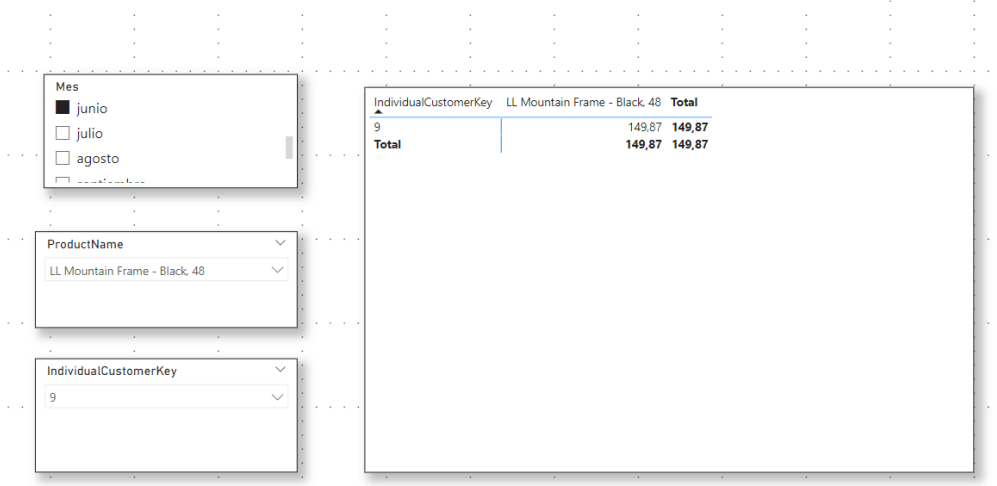 Mes
junio
julio
agosto
ProductName
LL Mountain Frame - Black, 48
IndividualCustomerKey
9
IndividualCustomerKey LL Mountain Frame - Black, 48 Total
9 149,87 149,87
Total 149,87 149,87